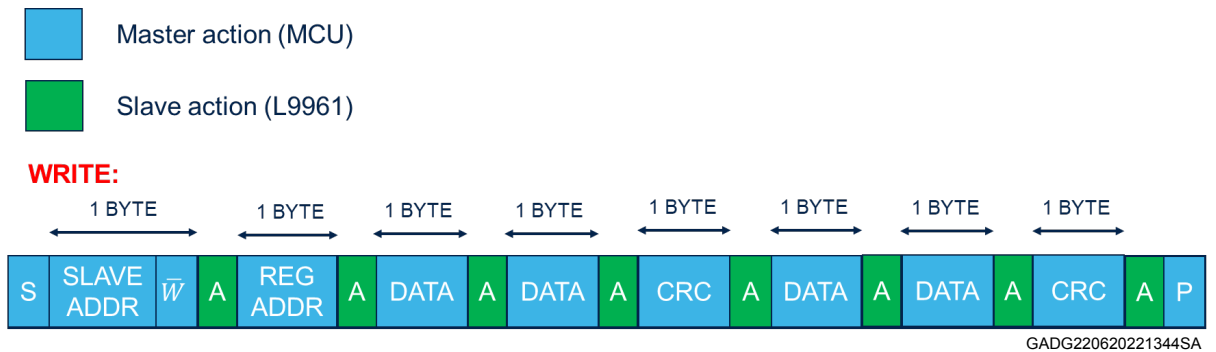 Master action (MCU)
Slave action (L9961)
WRITE:
1 BYTE 1 BYTE 1 BYTE 1 BYTE 1 BYTE 1 BYTE 1 BYTE 1 BYTE
S SLAVE ADDR W̅ A REG ADDR A DATA A DATA A CRC A DATA A DATA A CRC A P
GADG220620221344SA